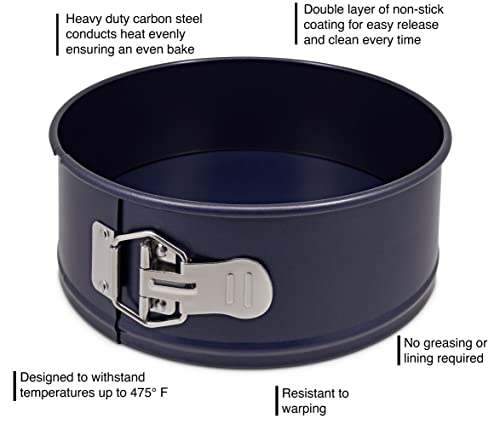 Heavy duty carbon steel
conducts heat evenly
ensuring an even bake
Double layer of non-stick
coating for easy release
and clean every time
No greasing or
lining required
Designed to withstand
temperatures up to 475° F
Resistant to
warping